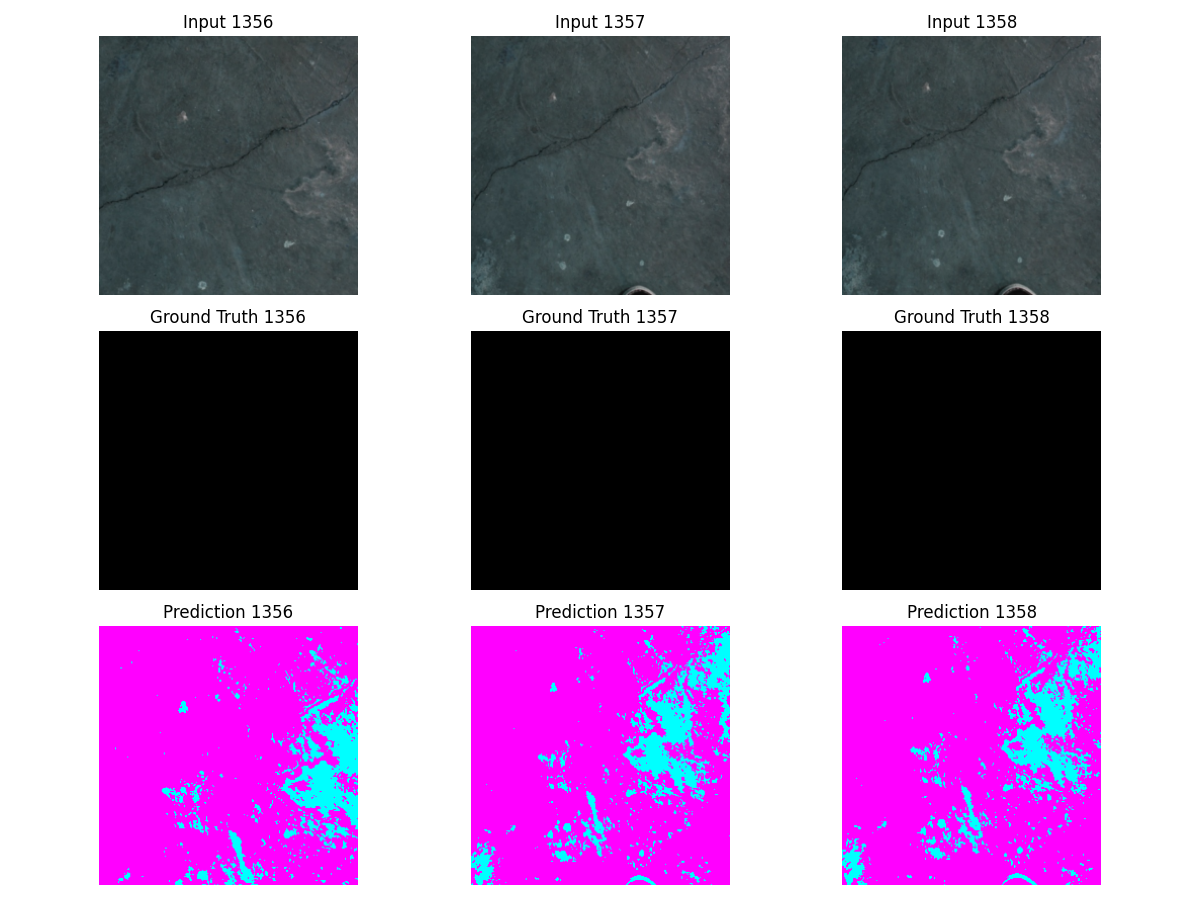 Input 1356
Input 1357
Input 1358
Ground Truth 1356
Ground Truth 1357
Ground Truth 1358
Prediction 1356
Prediction 1357
Prediction 1358